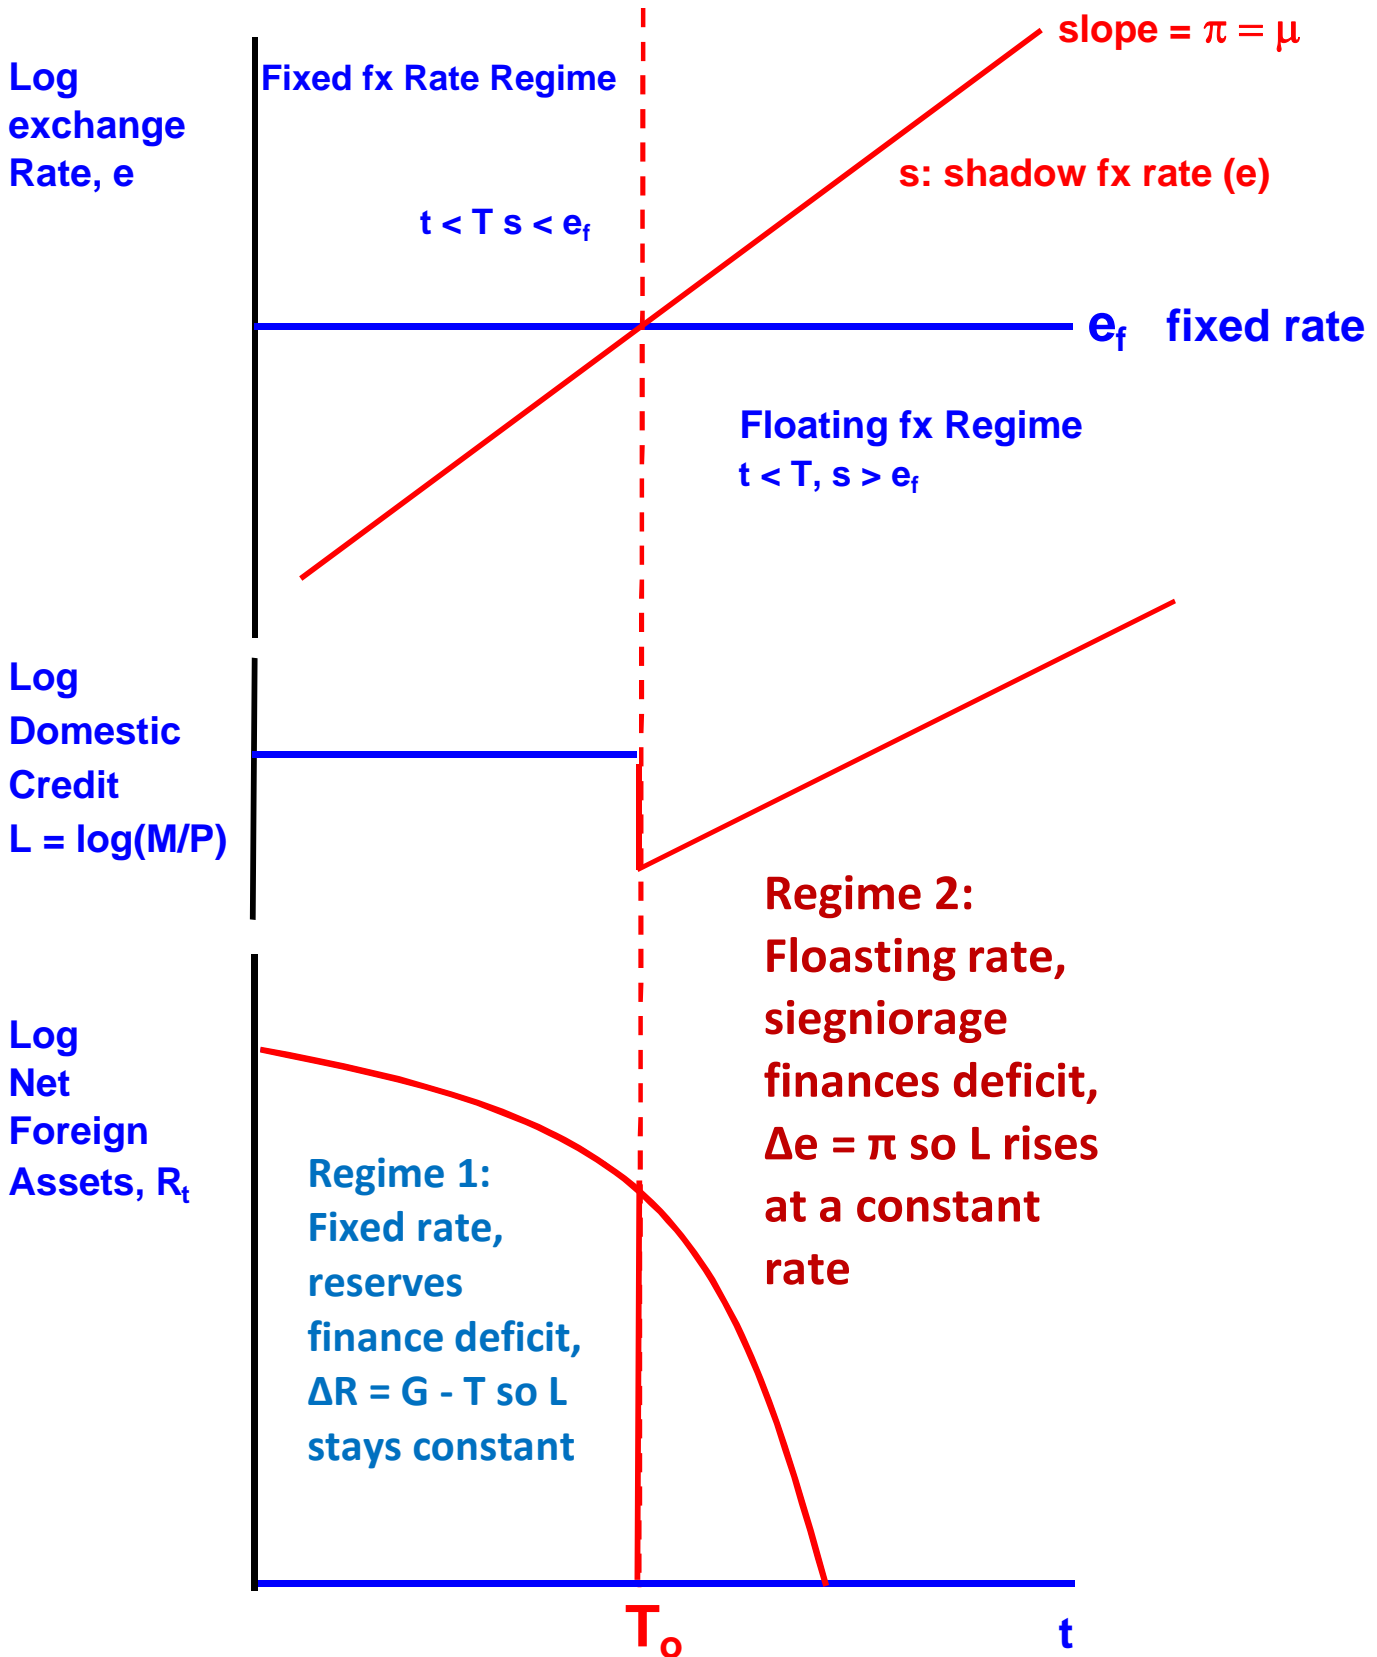 slope = π = μ
Log
exchange
Rate, e
Fixed fx Rate Regime
s: shadow fx rate (e)
t < T s < ef
ef fixed rate
Floating fx Regime
t < T, s > ef
Log
Domestic
Credit
L = log(M/P)
Regime 2:
Floasting rate,
siegniorage
finances deficit,
Δe = π so L rises
at a constant
rate
Log
Net
Foreign
Assets, Rt
Regime 1:
Fixed rate,
reserves
finance deficit,
ΔR = G - T so L
stays constant
To
t